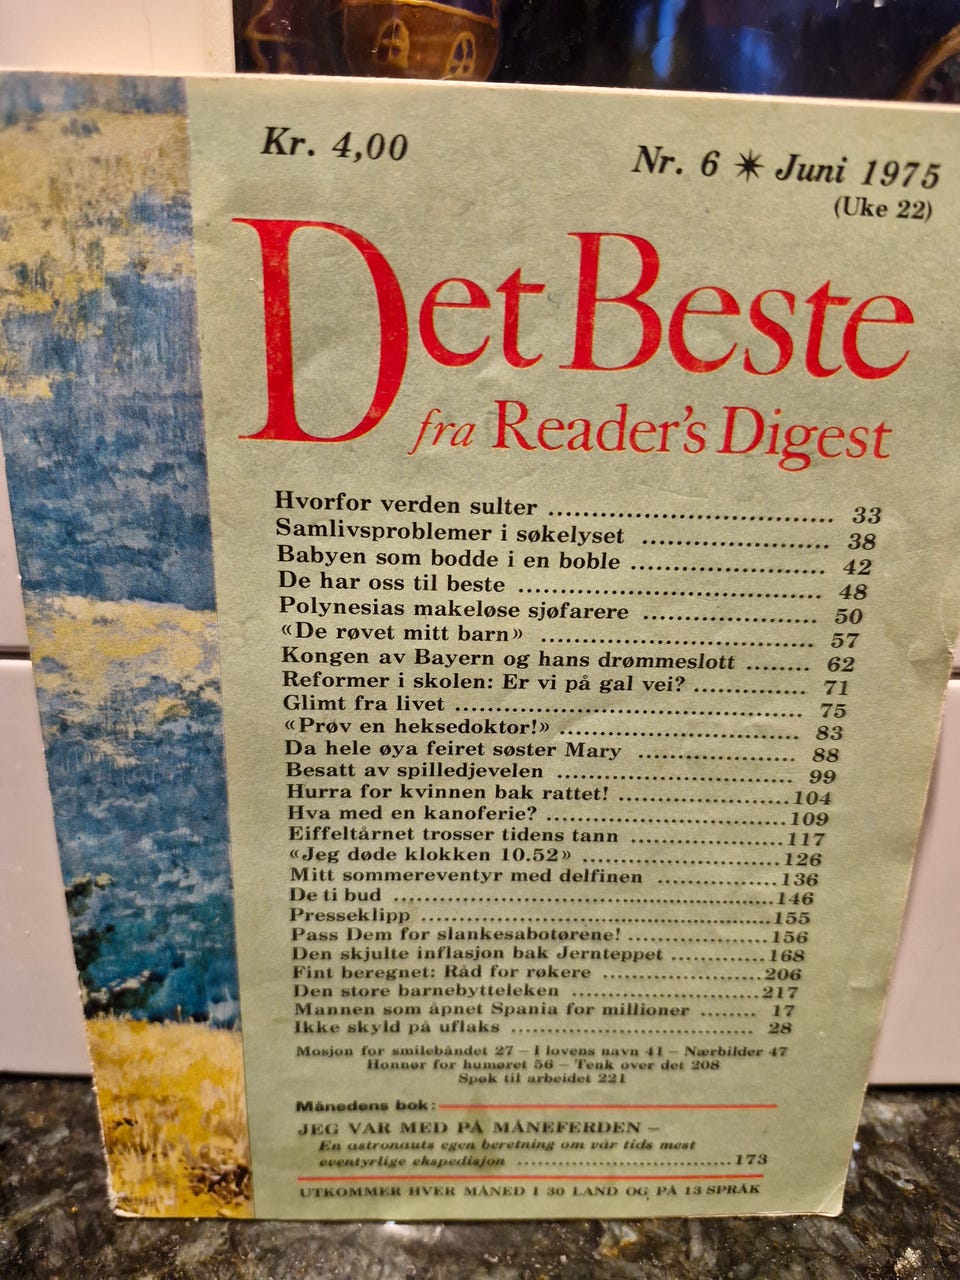 Kr. 4,00
Nr. 6 ✷ Juni 1975
(Uke 22)
Det Beste
fra Reader's Digest
Hvorfor verden sulter ................................... 33
Samlivsproblemer i søkelyset ....................... 38
Babyen som bodde i en boble ........................ 42
De har oss til beste ..................................... 48
Polynesias makeløse sjøfarere ...................... 50
«De røvet mitt barn» .................................. 57
Kongen av Bayern og hans drømmeslott ........ 62
Reformer i skolen: Er vi på gal vei? .............. 71
Glimt fra livet ............................................ 75
«Prøv en heksedoktor!» ............................... 83
Da hele øya feiret søster Mary .................... 88
Besatt av spilledjevelen .............................. 99
Hurra for kvinnen bak rattet! ......................104
Hva med en kanoferie? ................................109
Eiffeltårnet trosser tidens tann ....................117
«Jeg døde klokken 10.52» ............................126
Mitt sommereventyr med delfinen ................136
De ti bud ...................................................146
Presseklipp ................................................155
Pass Dem for slankesabotørene! ...................156
Den skjulte inflasjon bak Jernteppet .............168
Fint beregnet: Råd for røkere ......................206
Den store barnebytteleken ..........................217
Mannen som åpnet Spania for millioner ........ 17
Ikke skyld på uflaks ................................... 28
Mosjon for smilebåndet 27 – I lovens navn 41 – Nærbilder 47
Honnør for humøret 56 – Tenk over det 208
Spøk til arbeidet 221
Månedens bok:
JEG VAR MED PÅ MÅNEFERDEN –
En astronauts egen beretning om vår tids mest
eventyrlige ekspedisjon .................................173
UTKOMMER HVER MÅNED I 30 LAND OG PÅ 13 SPRÅK